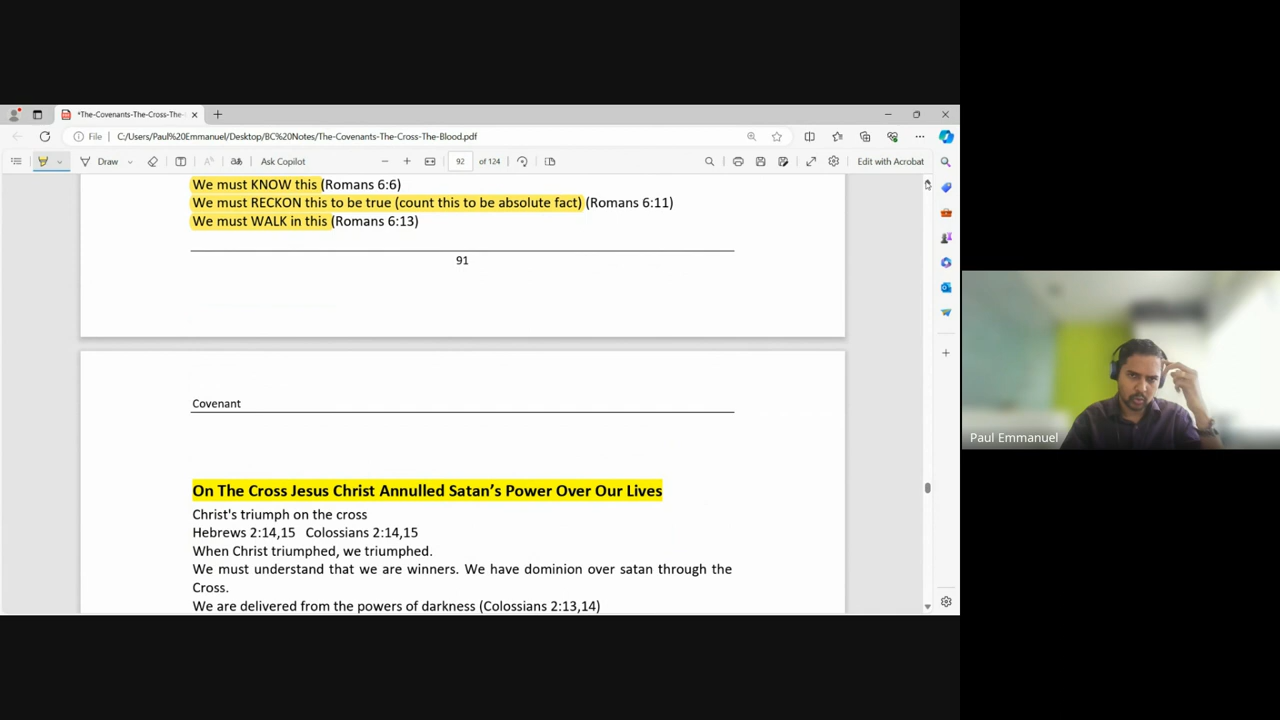 *The-Covenants-The-Cross-The-
File
C:/Users/Paul%20Emmanuel/Desktop/BC%20Notes/The-Covenants-The-Cross-The-Blood.pdf
Draw
Ask Copilot
92 of 124
Edit with Acrobat
We must KNOW this (Romans 6:6)
We must RECKON this to be true (count this to be absolute fact) (Romans 6:11)
We must WALK in this (Romans 6:13)
91
Covenant
On The Cross Jesus Christ Annulled Satan’s Power Over Our Lives
Christ's triumph on the cross
Hebrews 2:14,15 Colossians 2:14,15
When Christ triumphed, we triumphed.
We must understand that we are winners. We have dominion over satan through the
Cross.
We are delivered from the powers of darkness (Colossians 2:13,14)
Paul Emmanuel